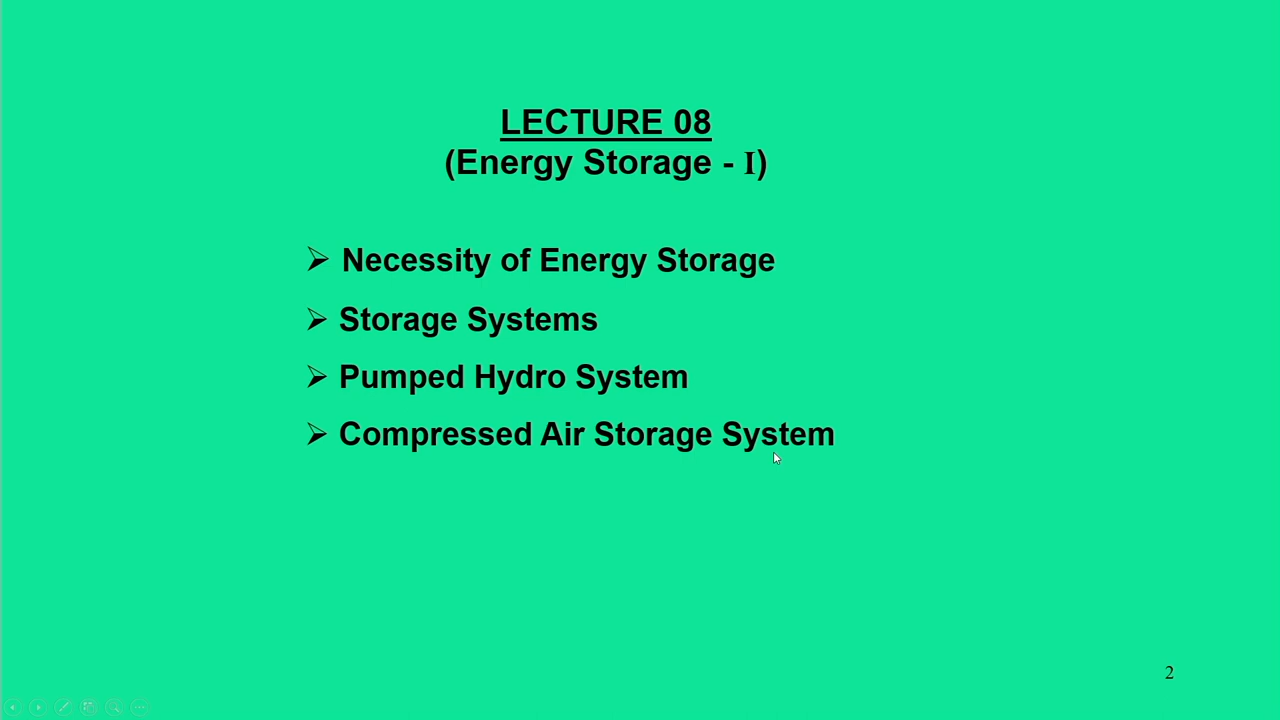 LECTURE 08
(Energy Storage - I)
➢ Necessity of Energy Storage
➢ Storage Systems
➢ Pumped Hydro System
➢ Compressed Air Storage System
2